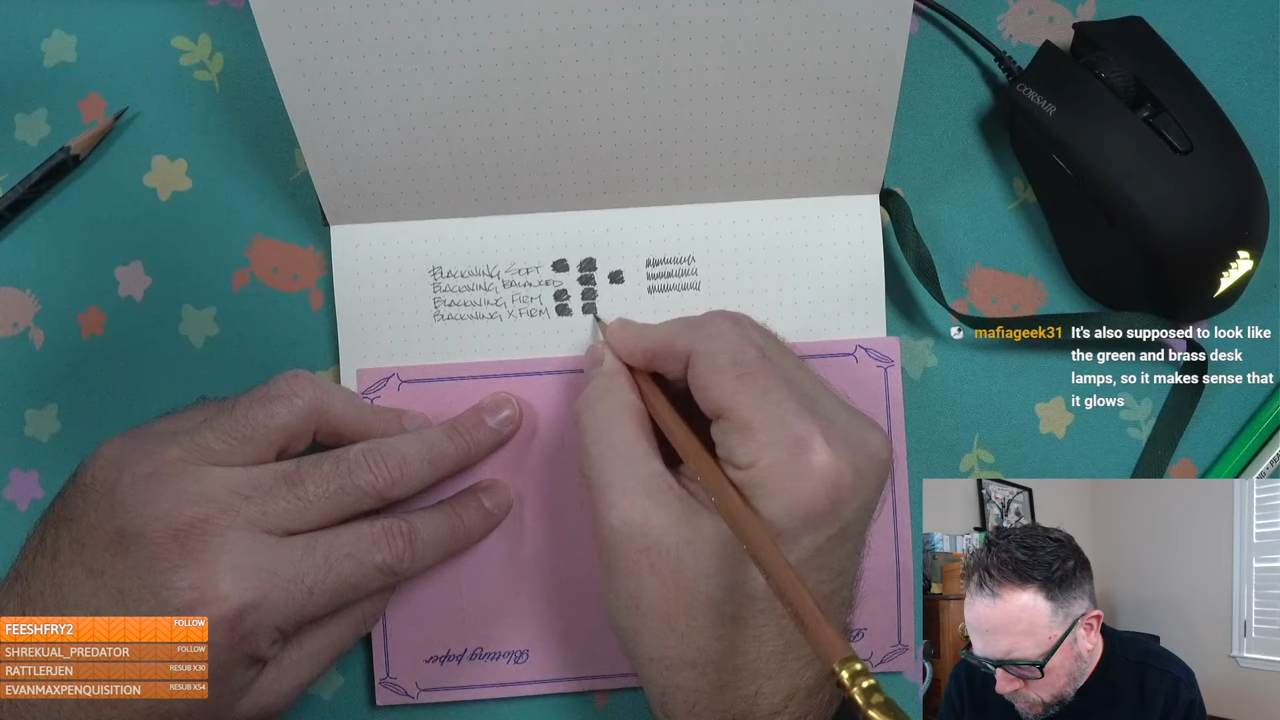 CORSAIR
BLACKWING SOFT
BLACKWING BALANCED
BLACKWING FIRM
BLACKWING XFIRM
mafiageek31 It's also supposed to look like
the green and brass desk
lamps, so it makes sense that
it glows
Blotting paper
FEESHFRY2 FOLLOW
SHREKUAL_PREDATOR FOLLOW
RATTLERJEN RESUB X30
EVANMAXPENQUISITION RESUB X54